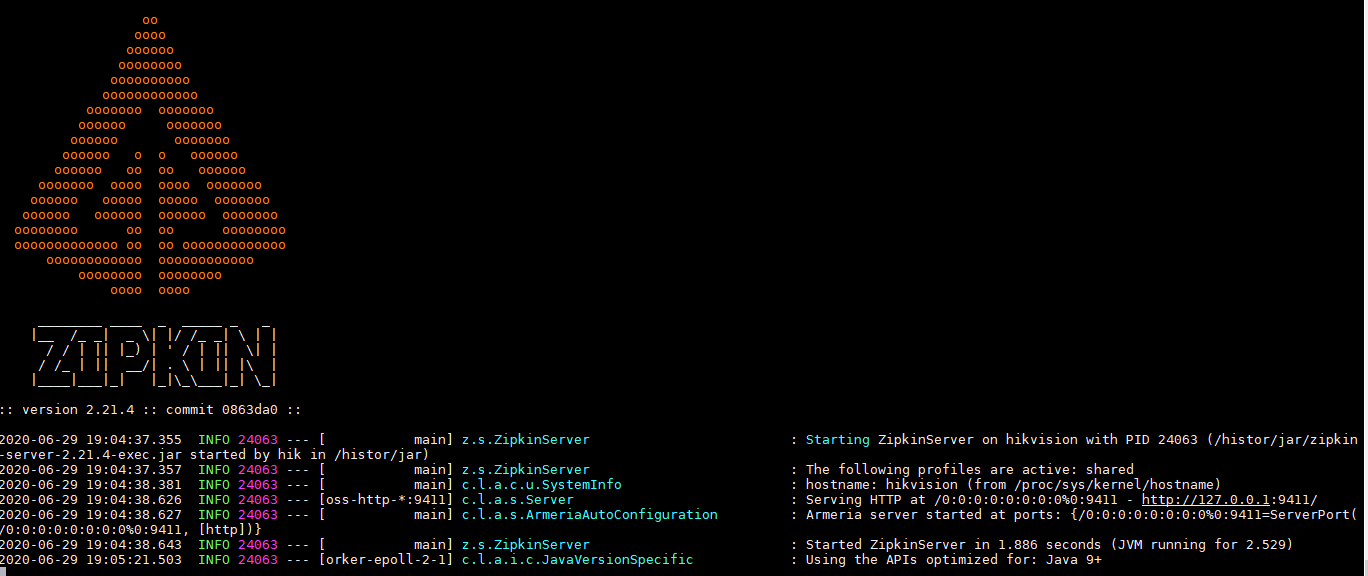 oo
                 oooo
                oooooo
               oooooooo
              oooooooooo
             oooooooooooo
           ooooooo  ooooooo
          oooooo     ooooooo
         oooooo       ooooooo
        oooooo   o  o   oooooo
       oooooo   oo  oo   oooooo
     ooooooo  oooo  oooo  ooooooo
    oooooo   ooooo  ooooo  ooooooo
   oooooo   oooooo  oooooo  ooooooo
  oooooooo      oo  oo      oooooooo
  ooooooooooooo oo  oo ooooooooooooo
      oooooooooooo  oooooooooooo
          oooooooo  oooooooo
              oooo  oooo
     ________ ____  _  _____ _   _
    |__  /_ _|  _ \| |/ /_ _| \ | |
      / / | || |_) | ' / | ||  \| |
     / /_ | ||  __/| . \ | || |\  |
    |____|___|_|   |_|\_\___|_| \_|
:: version 2.21.4 :: commit 0863da0 ::
2020-06-29 19:04:37.355  INFO 24063 --- [           main] z.s.ZipkinServer                         : Starting ZipkinServer on hikvision with PID 24063 (/histor/jar/zipkin
-server-2.21.4-exec.jar started by hik in /histor/jar)
2020-06-29 19:04:37.357  INFO 24063 --- [           main] z.s.ZipkinServer                         : The following profiles are active: shared
2020-06-29 19:04:38.381  INFO 24063 --- [           main] c.l.a.c.u.SystemInfo                     : hostname: hikvision (from /proc/sys/kernel/hostname)
2020-06-29 19:04:38.626  INFO 24063 --- [oss-http-*:9411] c.l.a.s.Server                           : Serving HTTP at /0:0:0:0:0:0:0:0%0:9411 - http://127.0.0.1:9411/
2020-06-29 19:04:38.627  INFO 24063 --- [           main] c.l.a.s.ArmeriaAutoConfiguration         : Armeria server started at ports: {/0:0:0:0:0:0:0:0%0:9411=ServerPort(
/0:0:0:0:0:0:0:0%0:9411, [http])}
2020-06-29 19:04:38.643  INFO 24063 --- [           main] z.s.ZipkinServer                         : Started ZipkinServer in 1.886 seconds (JVM running for 2.529)
2020-06-29 19:05:21.503  INFO 24063 --- [orker-epoll-2-1] c.l.a.i.c.JavaVersionSpecific            : Using the APIs optimized for: Java 9+